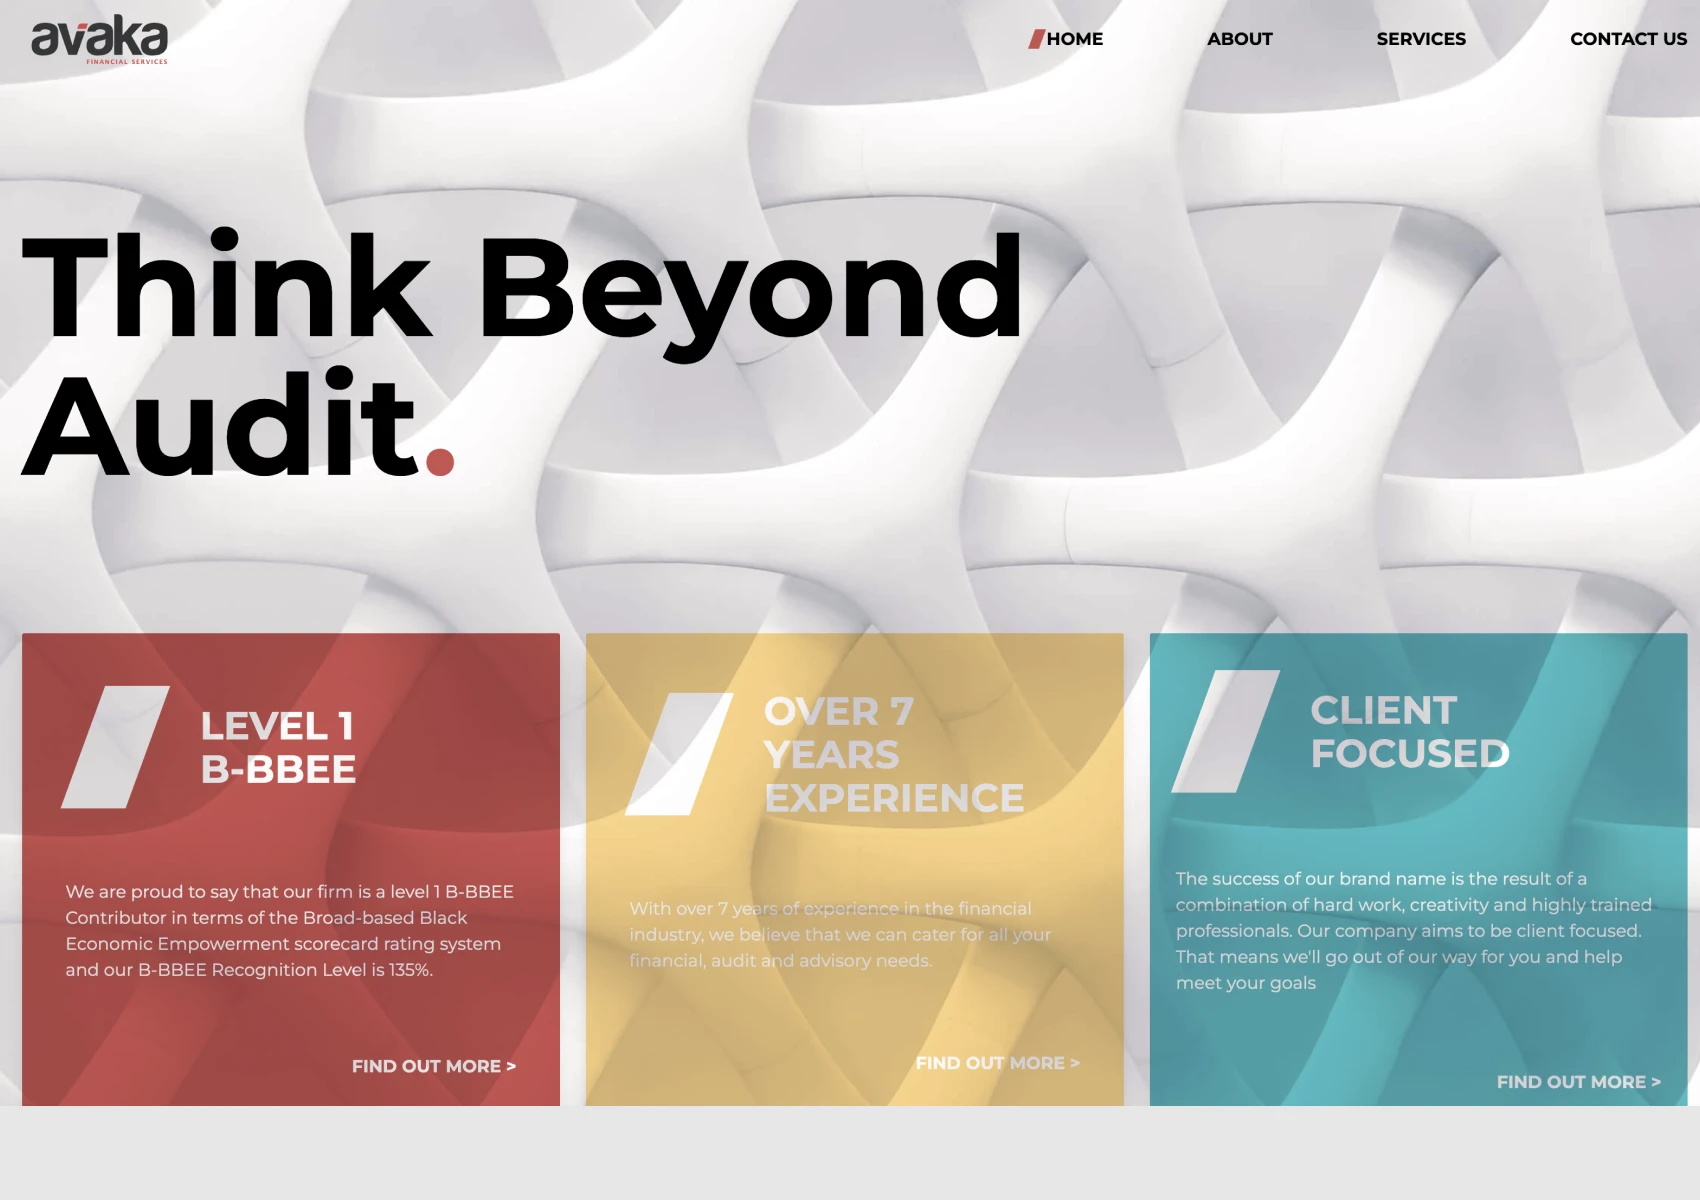 avaka
FINANCIAL SERVICES
HOME
ABOUT
SERVICES
CONTACT US
Think Beyond
Audit.
LEVEL 1
B-BBEE
We are proud to say that our firm is a level 1 B-BBEE
Contributor in terms of the Broad-based Black
Economic Empowerment scorecard rating system
and our B-BBEE Recognition Level is 135%.
FIND OUT MORE >
OVER 7
YEARS
EXPERIENCE
With over 7 years of experience in the financial
industry, we believe that we can cater for all your
financial, audit and advisory needs.
FIND OUT MORE >
CLIENT
FOCUSED
The success of our brand name is the result of a
combination of hard work, creativity and highly trained
professionals. Our company aims to be client focused.
That means we'll go out of our way for you and help
meet your goals
FIND OUT MORE >